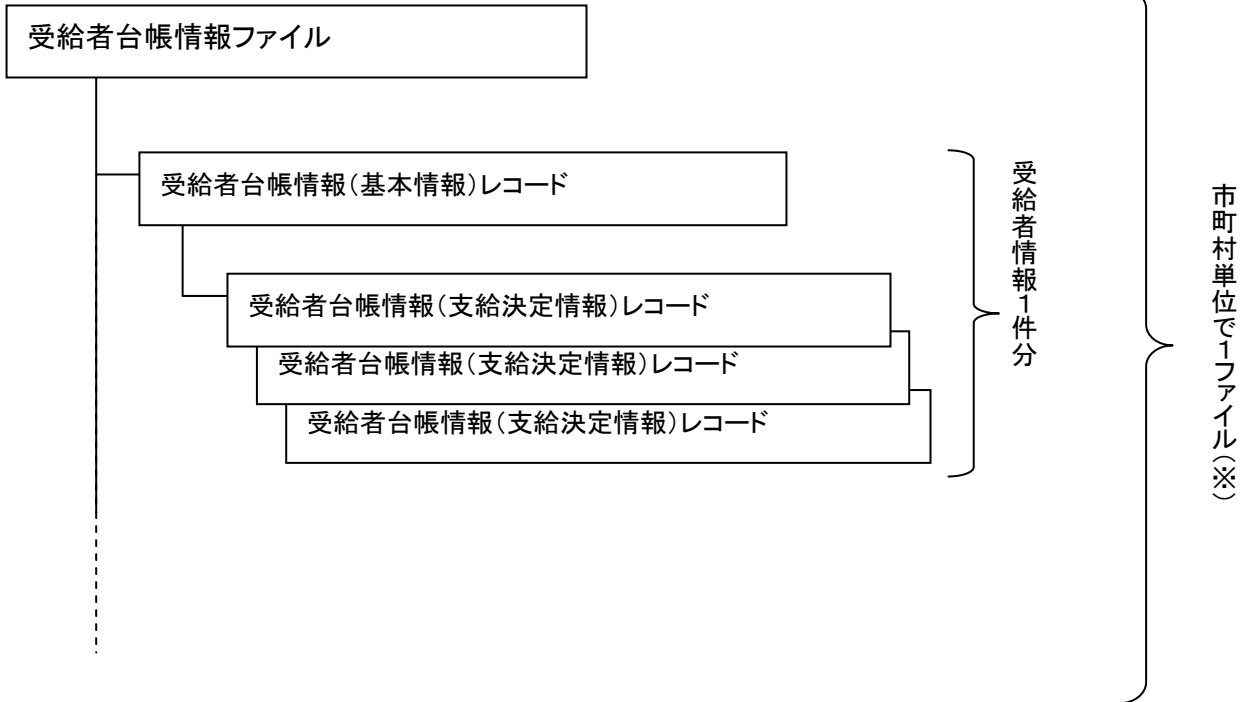 受給者台帳情報ファイル
受給者台帳情報（基本情報）レコード
受給者台帳情報（支給決定情報）レコード
受給者台帳情報（支給決定情報）レコード
受給者台帳情報（支給決定情報）レコード
受給者情報１件分
市町村単位で１ファイル（※）